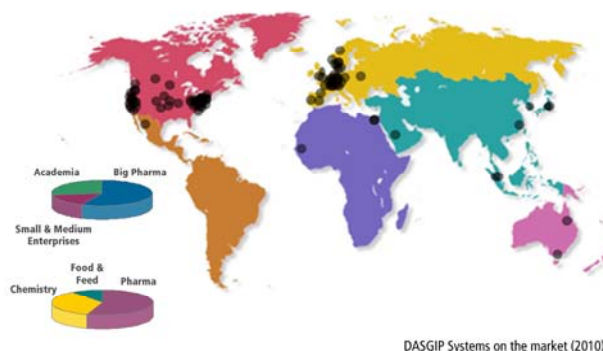 Academia
Big Pharma
Small & Medium
Enterprises
Food &
Feed
Chemistry
Pharma
DASGIP Systems on the market (2010)